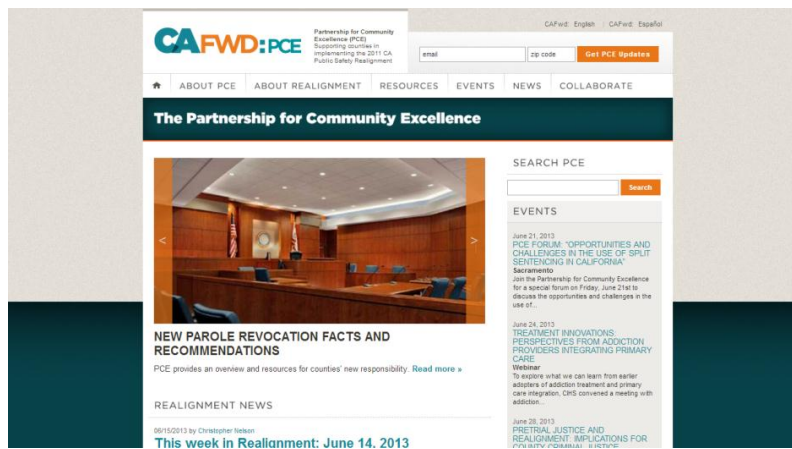 CAFWD:PCE
Partnership for Community
Excellence (PCE)
Supporting counties in
implementing the 2011 CA
Public Safety Realignment
CAFwd: English | CAFwd: Español
email
zip code
Get PCE Updates
ABOUT PCE
ABOUT REALIGNMENT
RESOURCES
EVENTS
NEWS
COLLABORATE
The Partnership for Community Excellence
<
>
NEW PAROLE REVOCATION FACTS AND
RECOMMENDATIONS
PCE provides an overview and resources for counties' new responsibility. Read more »
REALIGNMENT NEWS
06/15/2013 by Christopher Nelson
This week in Realignment: June 14, 2013
SEARCH PCE
Search
EVENTS
June 21, 2013
PCE FORUM: "OPPORTUNITIES AND
CHALLENGES IN THE USE OF SPLIT
SENTENCING IN CALIFORNIA"
Sacramento
Join the Partnership for Community Excellence
for a special forum on Friday, June 21st to
discuss the opportunities and challenges in the
use of...
June 24, 2013
TREATMENT INNOVATIONS:
PERSPECTIVES FROM ADDICTION
PROVIDERS INTEGRATING PRIMARY
CARE
Webinar
To explore what we can learn from earlier
adopters of addiction treatment and primary
care integration, CIHS convened a meeting with
addiction...
June 28, 2013
PRETRIAL JUSTICE AND
REALIGNMENT: IMPLICATIONS FOR
COUNTY CRIMINAL JUSTICE